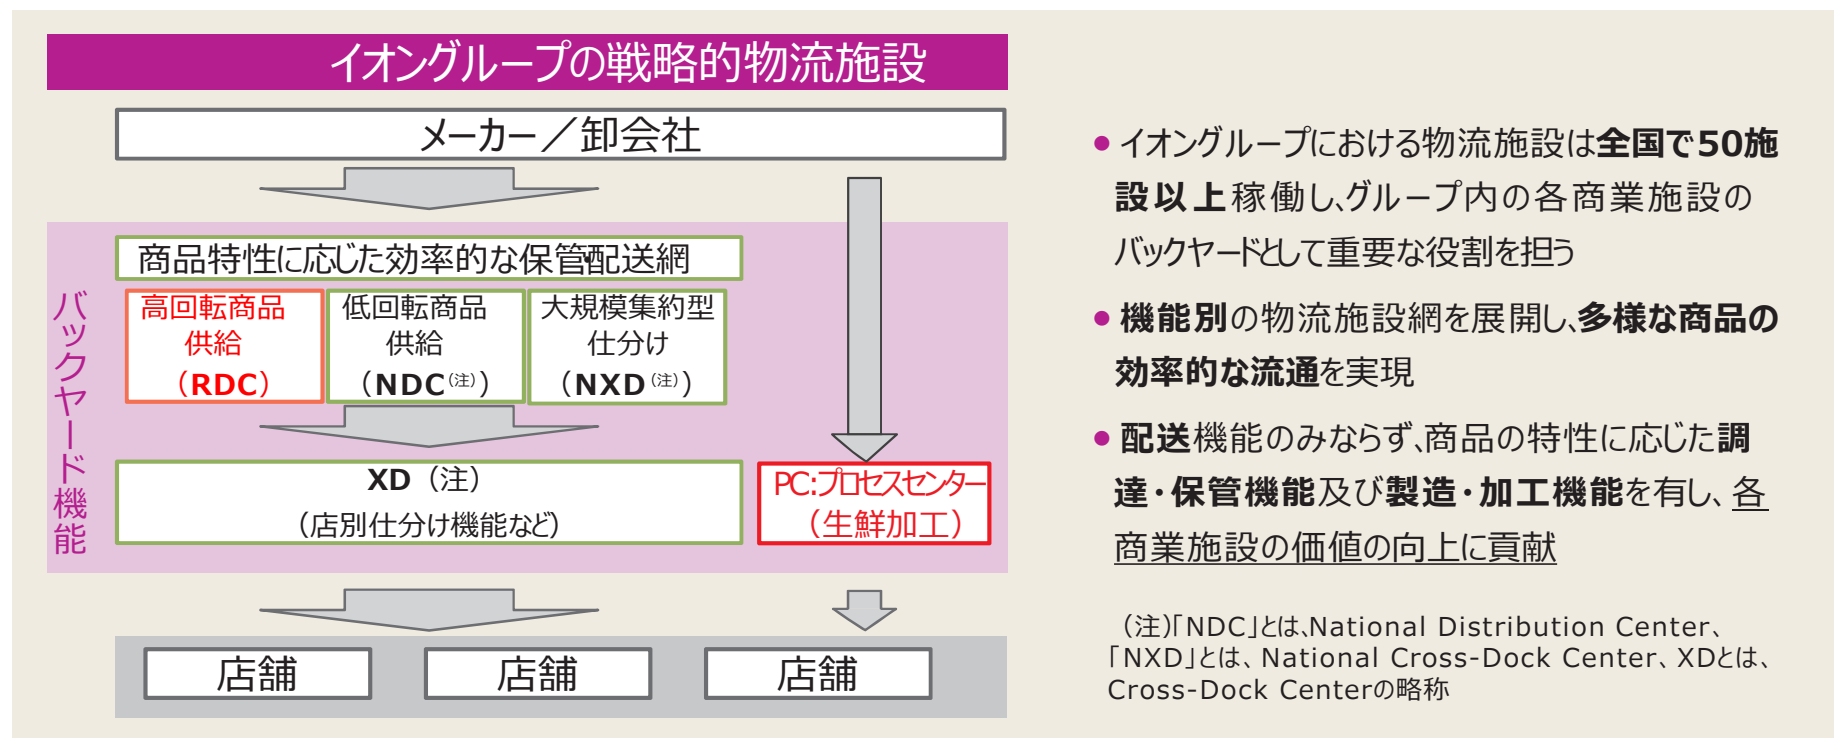 イオングループの戦略的物流施設
メーカー／卸会社
バックヤード機能
商品特性に応じた効率的な保管・配送網
高回転商品
供給
（RDC）
低回転商品
供給
（NDC（注））
大規模集約型
仕分け
（NXD（注））
XD（注）
（店別仕分け機能など）
PC:プロセスセンター
（生鮮加工）
店舗
店舗
店舗
● イオングループにおける物流施設は全国で50施
設以上稼働し、グループ内の各商業施設の
バックヤードとして重要な役割を担う
● 機能別の物流施設網を展開し、多様な商品の
効率的な流通を実現
● 配送機能のみならず、商品の特性に応じた調
達・保管機能及び製造・加工機能を有し、各
商業施設の価値の向上に貢献
（注）「NDC」とは、National Distribution Center、
「NXD」とは、National Cross-Dock Center、XDとは、
Cross-Dock Centerの略称